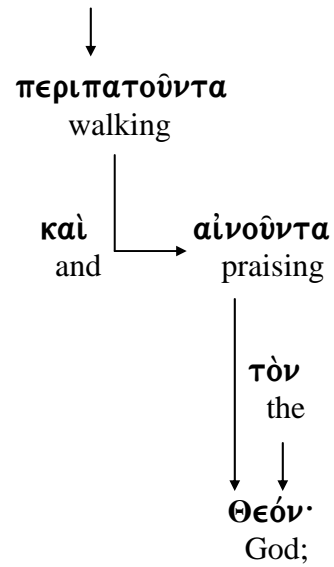 περιπατοῦντα
walking
καὶ αἰνοῦντα
and praising
τὸν
the
Θεόν·
God;